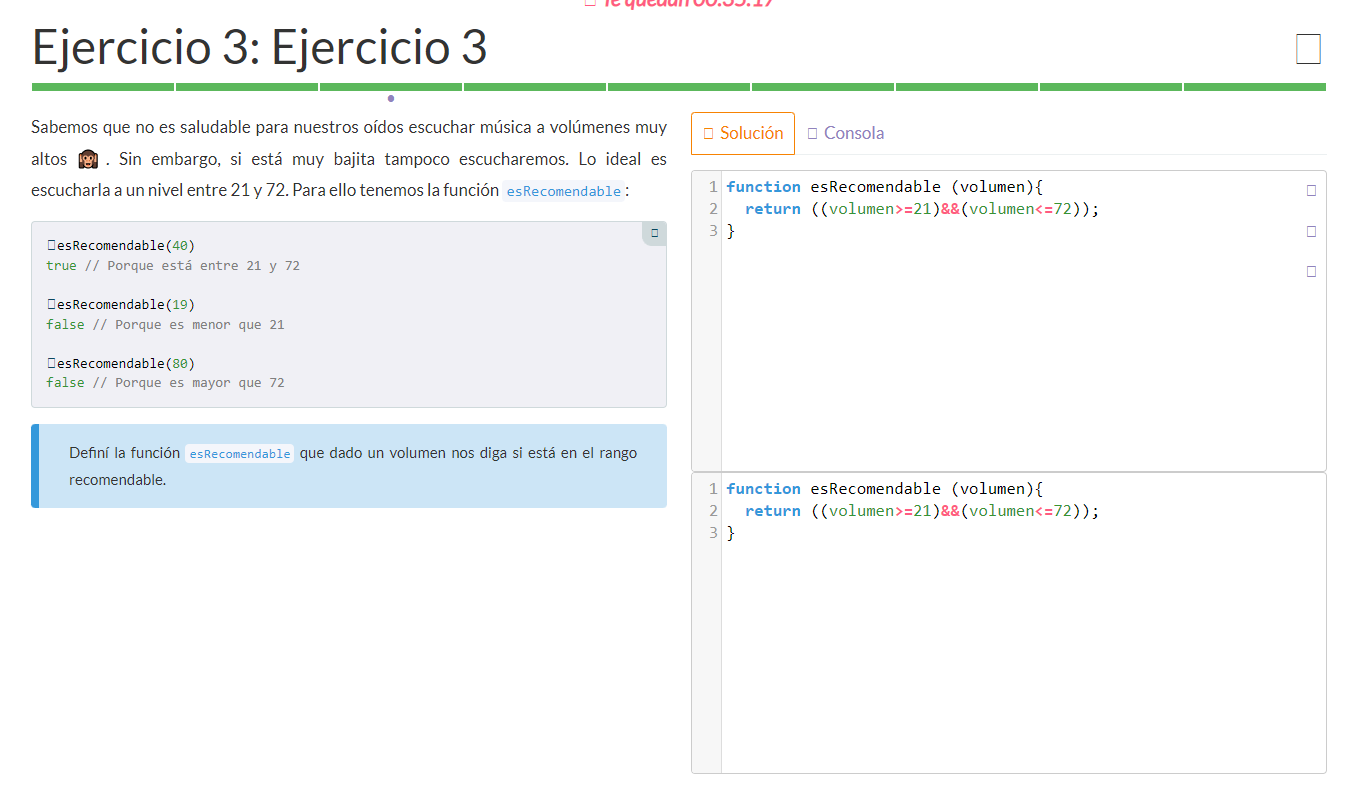 Te quedan 00:35:17
Ejercicio 3: Ejercicio 3
Sabemos que no es saludable para nuestros oídos escuchar música a volúmenes muy
altos 🙉 . Sin embargo, si está muy bajita tampoco escucharemos. Lo ideal es
escucharla a un nivel entre 21 y 72. Para ello tenemos la función esRecomendable:
esRecomendable(40)
true // Porque está entre 21 y 72
esRecomendable(19)
false // Porque es menor que 21
esRecomendable(80)
false // Porque es mayor que 72
Definí la función esRecomendable que dado un volumen nos diga si está en el rango
recomendable.
Solución Consola
1 function esRecomendable (volumen){
2 return ((volumen>=21)&&(volumen<=72));
3 }
1 function esRecomendable (volumen){
2 return ((volumen>=21)&&(volumen<=72));
3 }